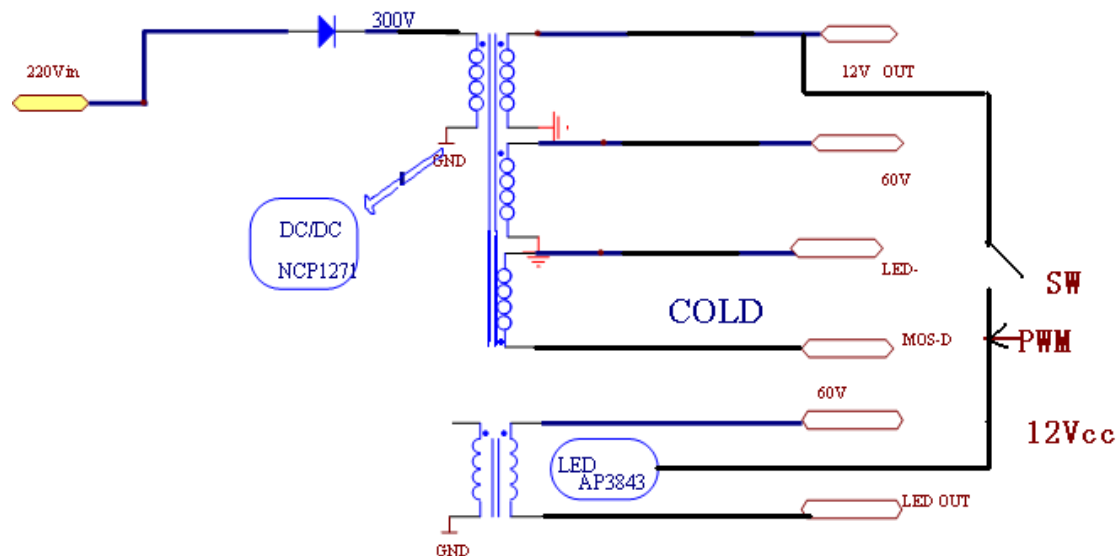 300V
220Vin
12V OUT
GND
60V
DC/DC
NCP1271
LED-
SW
COLD
MOS-D
PWM
60V
12Vcc
LED
AP3843
LED OUT
GND